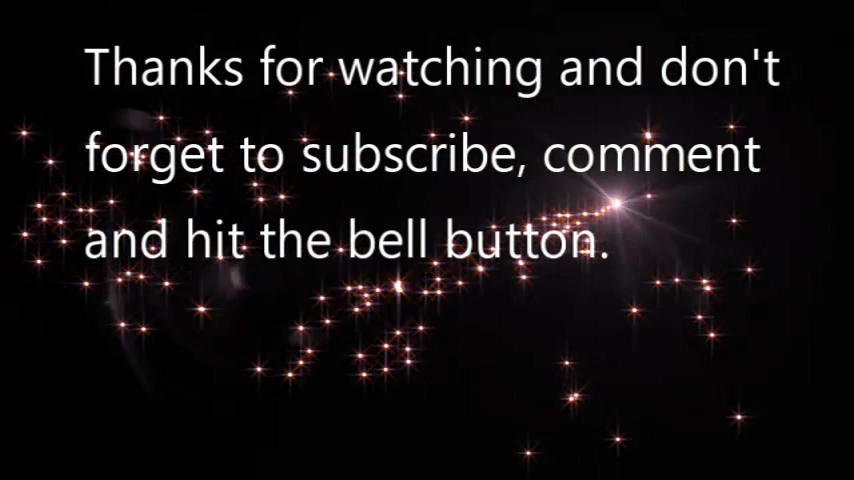 Thanks for watching and don't
forget to subscribe, comment
and hit the bell button.